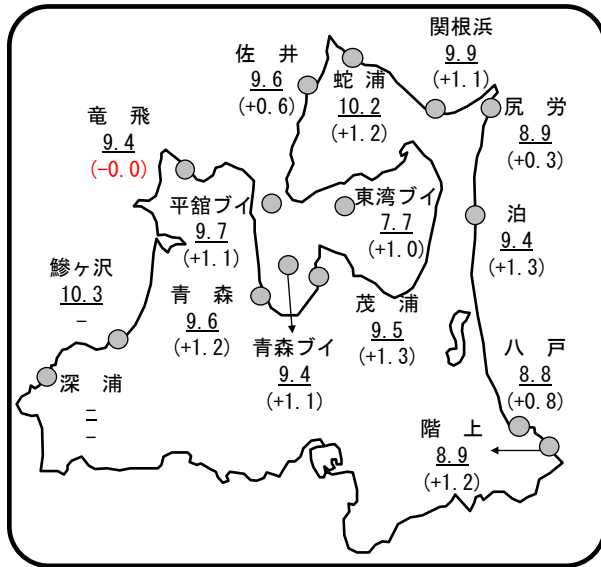 関根浜
9.9
(+1.1)
佐　井
9.6
(+0.6)
蛇　浦
10.2
(+1.2)
尻　労
8.9
(+0.3)
竜　飛
9.4
(-0.0)
平舘ブイ
9.7
(+1.1)
東湾ブイ
7.7
(+1.0)
泊
9.4
(+1.3)
鰺ヶ沢
10.3
-
青　森
9.6
(+1.2)
青森ブイ
9.4
(+1.1)
茂　浦
9.5
(+1.3)
八　戸
8.8
(+0.8)
深　浦
-
-
階　上
8.9
(+1.2)